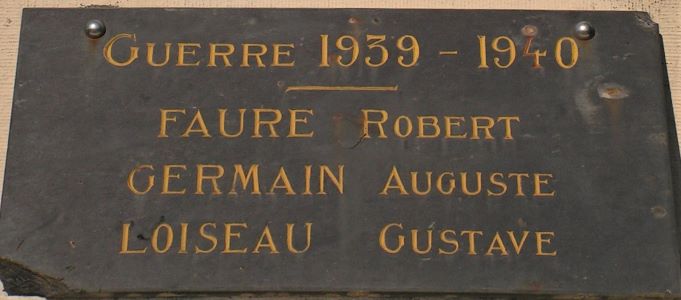 GUERRE 1939 - 1940
FAURE ROBERT
GERMAIN AUGUSTE
LOISEAU GUSTAVE